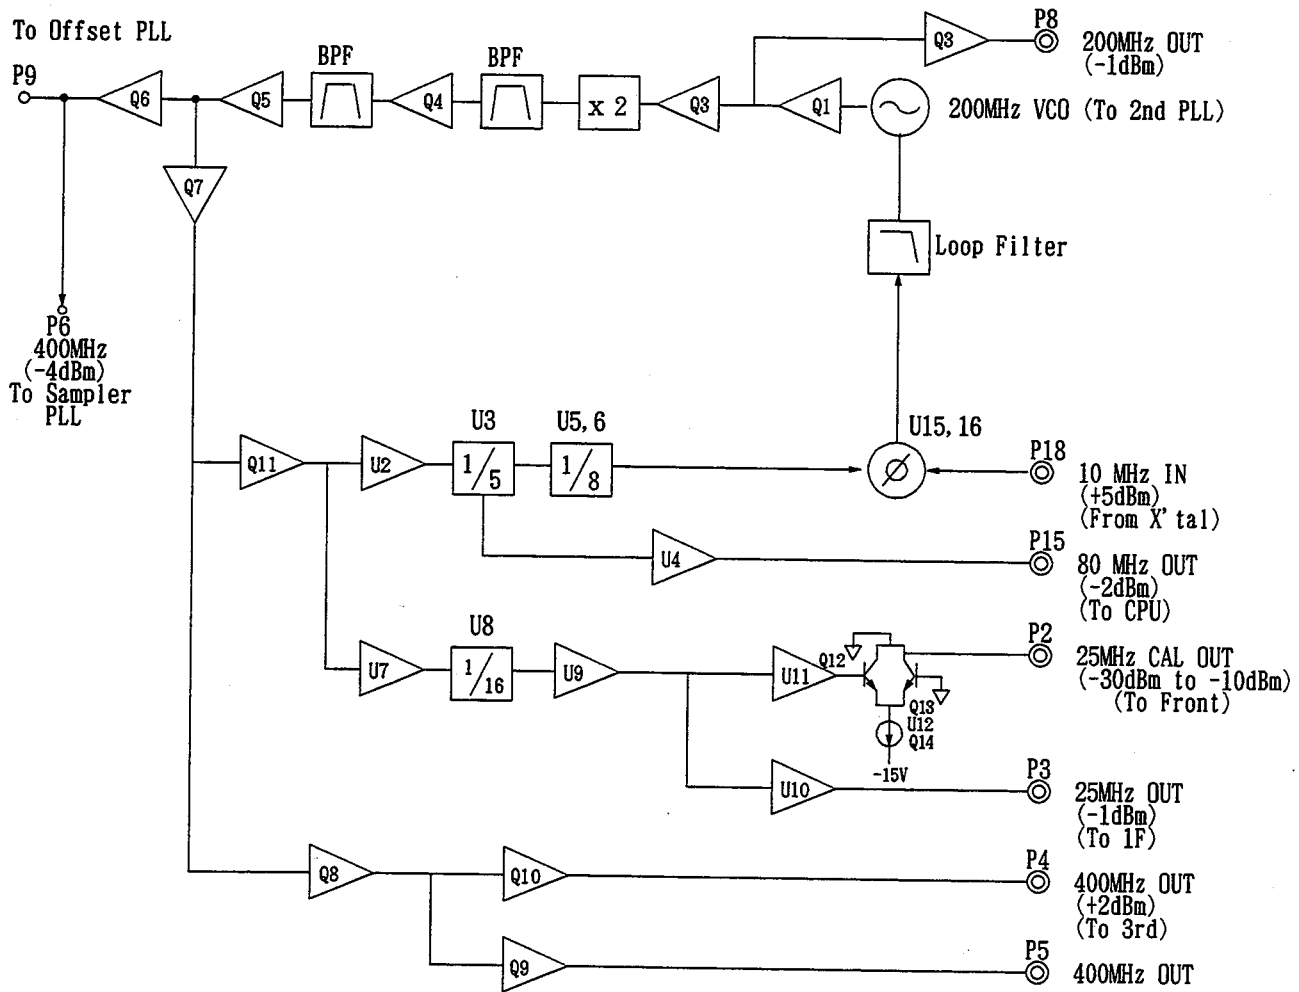 To Offset PLL
P9
Q6
Q5
BPF
Q4
BPF
x 2
Q3
Q1
Q3
P8
200MHz OUT
(-1dBm)
200MHz VCO (To 2nd PLL)
Q7
Loop Filter
P6
400MHz
(-4dBm)
To Sampler
PLL
Q11
U2
U3
1/5
U5, 6
1/8
U15, 16
P18
10 MHz IN
(+5dBm)
(From X'tal)
U4
P15
80 MHz OUT
(-2dBm)
(To CPU)
U7
U8
1/16
U9
U11
Q12
Q13
U12
Q14
-15V
P2
25MHz CAL OUT
(-30dBm to -10dBm)
(To Front)
U10
P3
25MHz OUT
(-1dBm)
(To 1F)
Q8
Q10
P4
400MHz OUT
(+2dBm)
(To 3rd)
Q9
P5
400MHz OUT